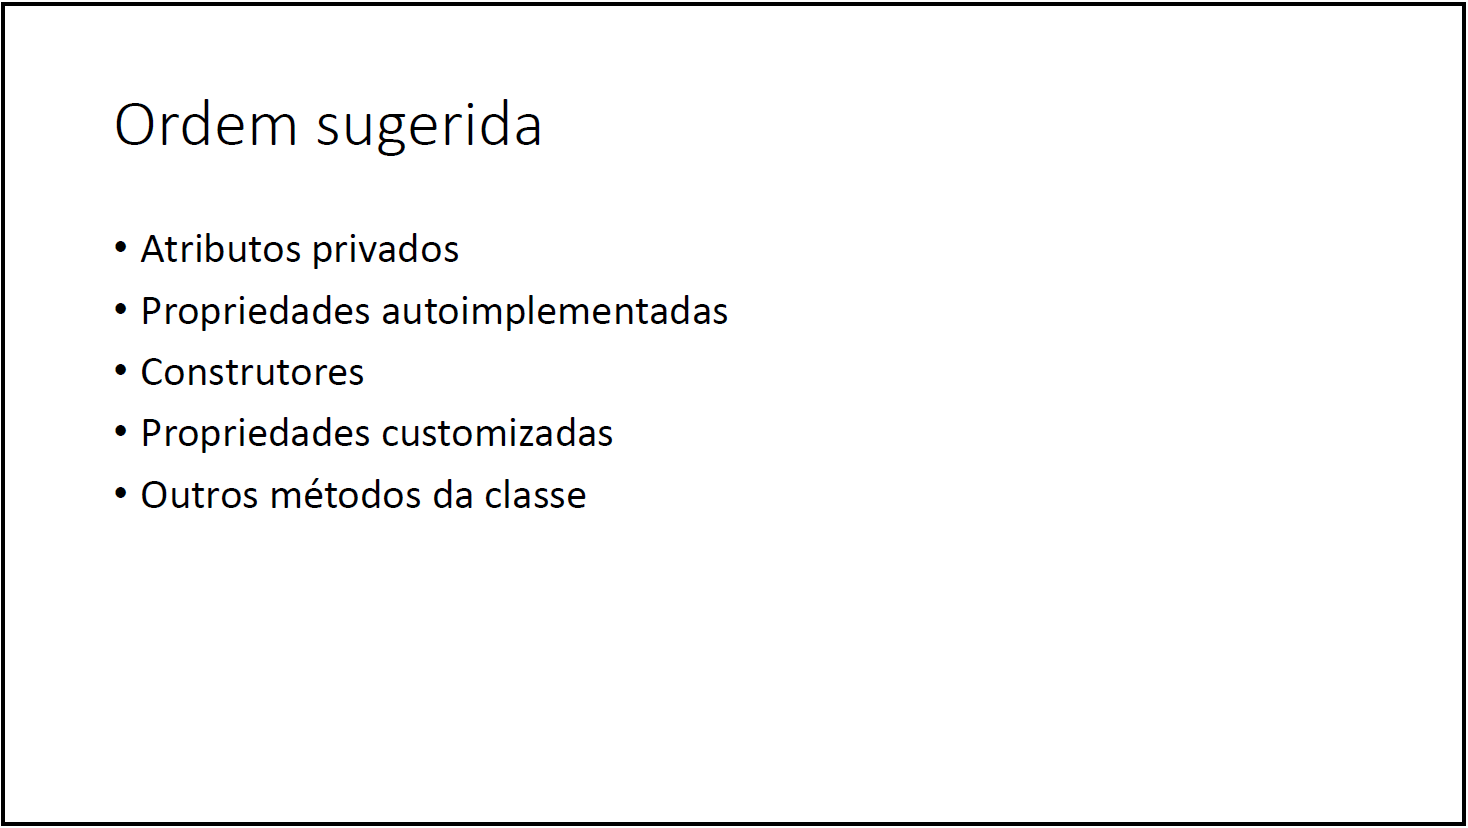 Ordem sugerida
• Atributos privados
• Propriedades autoimplementadas
• Construtores
• Propriedades customizadas
• Outros métodos da classe